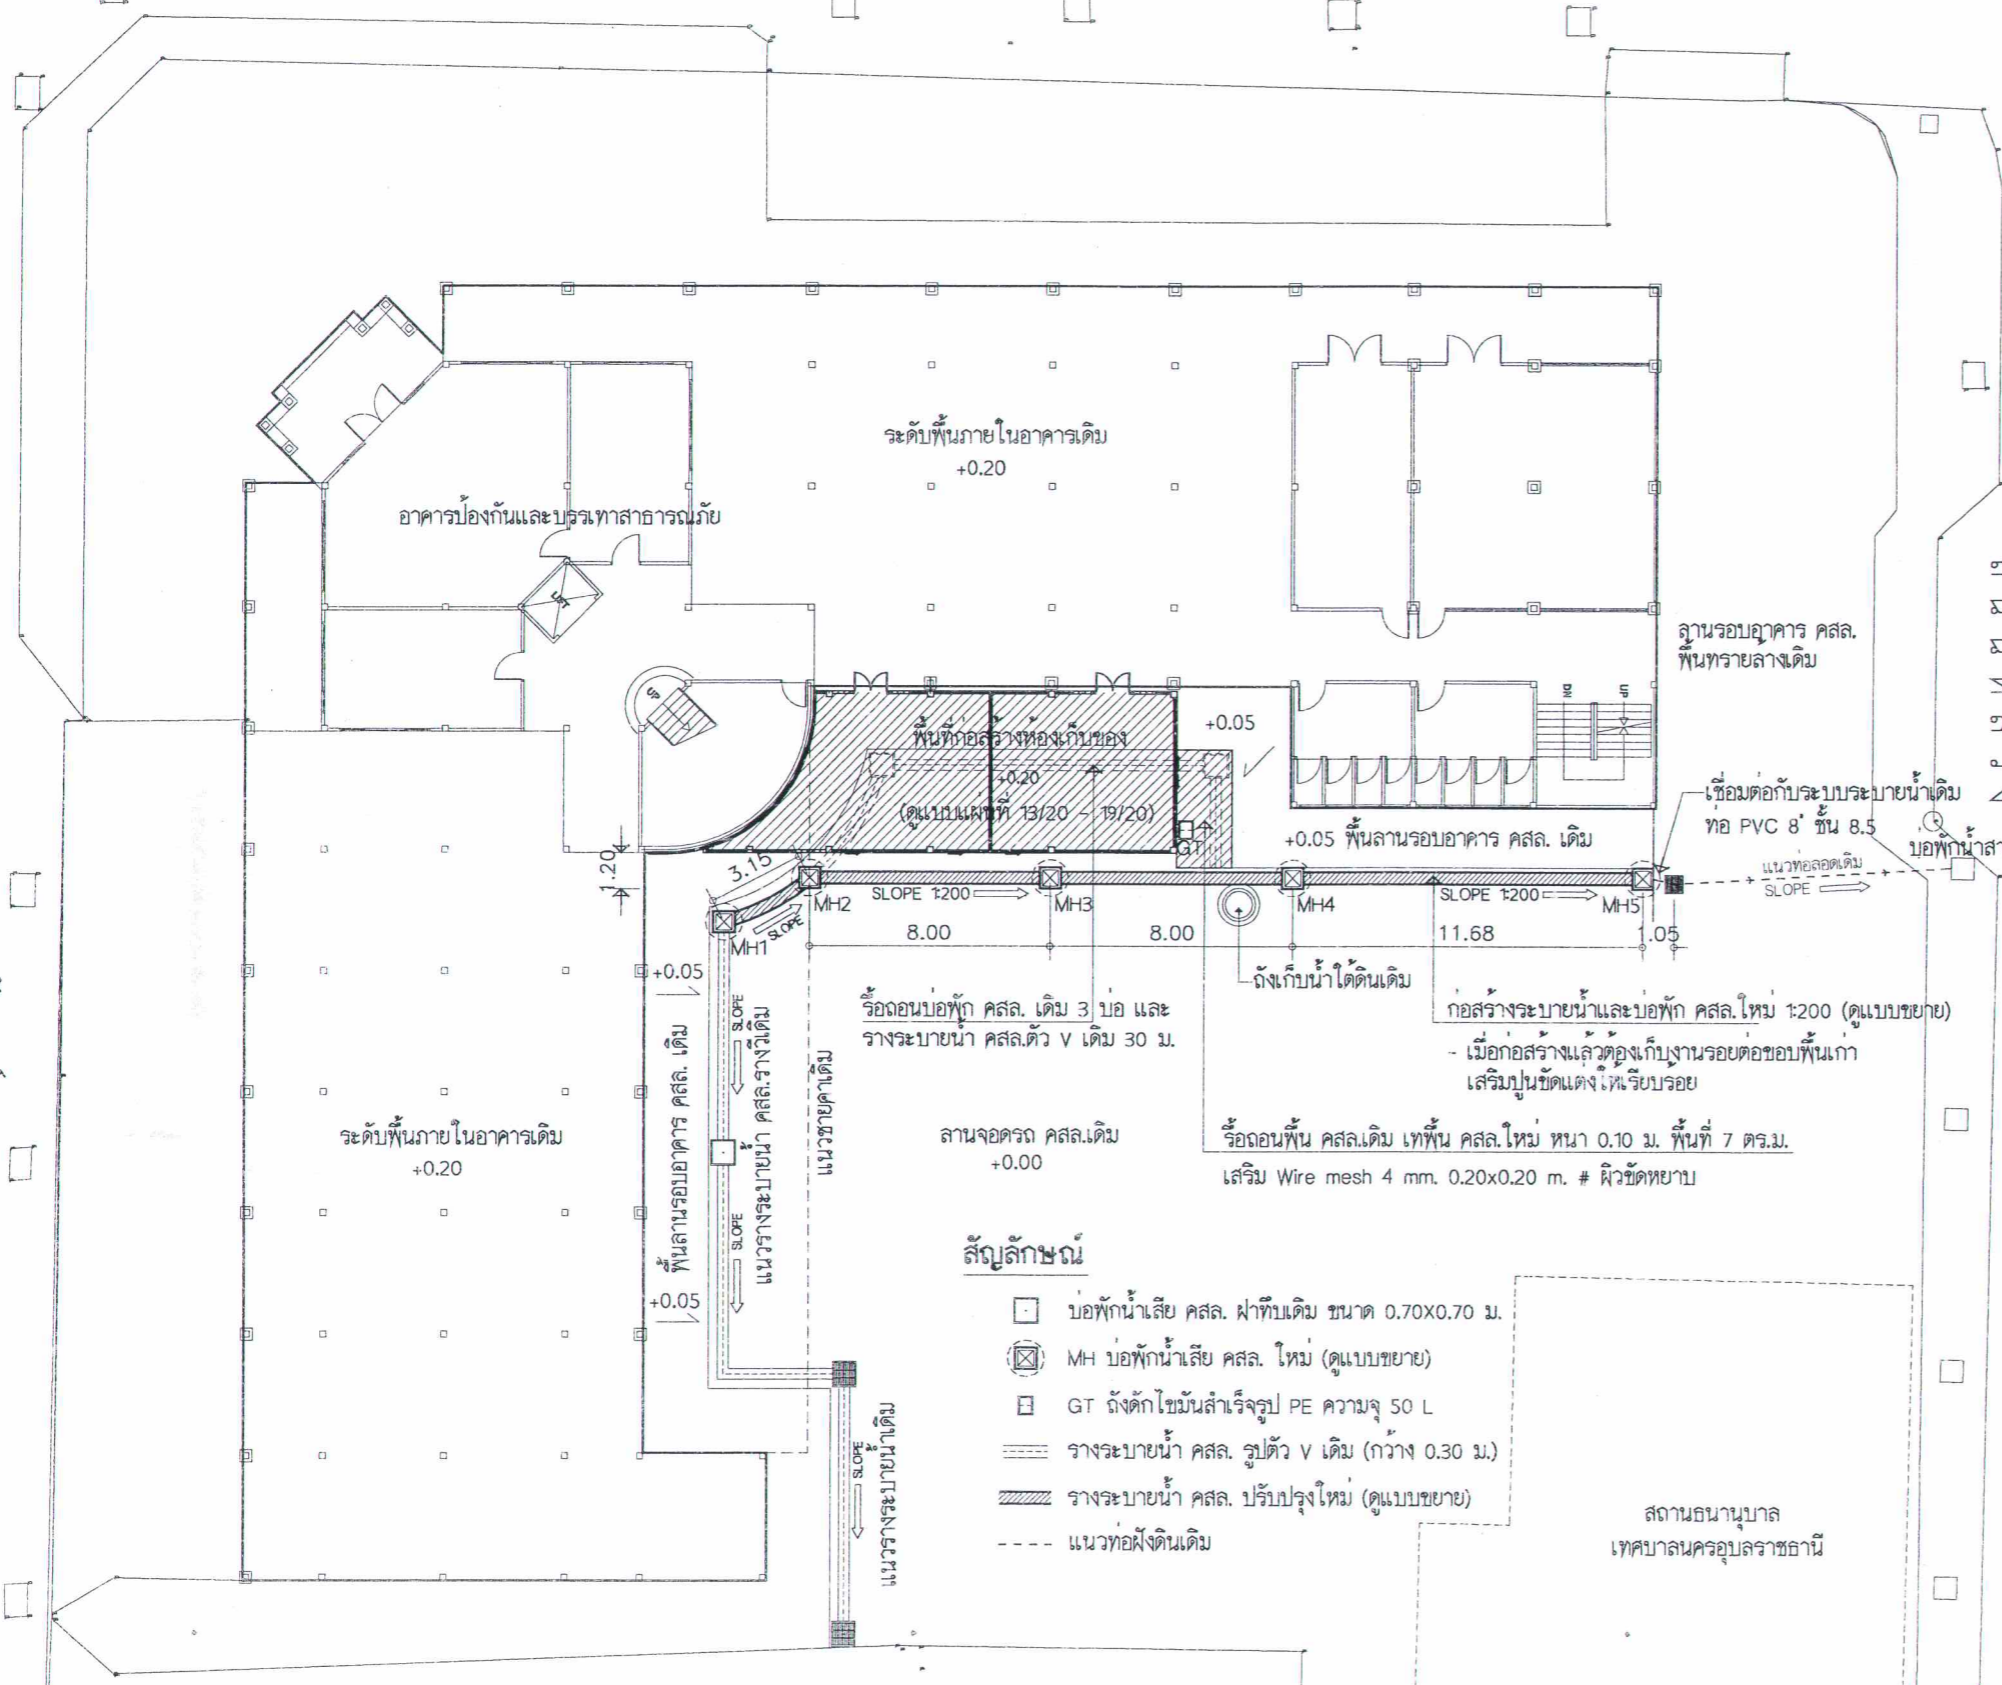 ระดับพื้นภายในอาคารเดิม
+0.20
อาคารป้องกันและบรรเทาสาธารณภัย
LIFT
UP
ลานรอบอาคาร คสล.
พื้นทรายล้างเดิม
DN
UP
พื้นที่ก่อสร้างห้องเก็บของ
+0.20
(ดูแบบแผ่นที่ 13/20 - 19/20)
+0.05
GT
+0.05 พื้นลานรอบอาคาร คสล. เดิม
เชื่อมต่อกับระบบระบายน้ำเดิม
ท่อ PVC 8" ชั้น 8.5
บ่อพักน้ำสา
แนวท่อลอดเดิม
SLOPE
1.20
3.15
SLOPE
MH1
MH2
SLOPE 1:200
MH3
MH4
SLOPE 1:200
MH5
8.00
8.00
11.68
1.05
ถังเก็บน้ำใต้ดินเดิม
+0.05
รื้อถอนบ่อพัก คสล. เดิม 3 บ่อ และ
รางระบายน้ำ คสล.ตัว V เดิม 30 ม.
ก่อสร้างระบายน้ำและบ่อพัก คสล.ใหม่ 1:200 (ดูแบบขยาย)
- เมื่อก่อสร้างแล้วต้องเก็บงานรอยต่อขอบพื้นเก่า
เสริมปูนขัดแต่งให้เรียบร้อย
พื้นลานรอบอาคาร คสล. เดิม
SLOPE
SLOPE
แนวรางระบายน้ำ คสล.รางวีเดิม
แนวชายคาเดิม
ระดับพื้นภายในอาคารเดิม
+0.20
ลานจอดรถ คสล.เดิม
+0.00
รื้อถอนพื้น คสล.เดิม เทพื้น คสล.ใหม่ หนา 0.10 ม. พื้นที่ 7 ตร.ม.
เสริม Wire mesh 4 mm. 0.20x0.20 m. # ผิวขัดหยาบ
+0.05
สัญลักษณ์
บ่อพักน้ำเสีย คสล. ฝาทึบเดิม ขนาด 0.70X0.70 ม.
MH บ่อพักน้ำเสีย คสล. ใหม่ (ดูแบบขยาย)
GT ถังดักไขมันสำเร็จรูป PE ความจุ 50 L
รางระบายน้ำ คสล. รูปตัว V เดิม (กว้าง 0.30 ม.)
รางระบายน้ำ คสล. ปรับปรุงใหม่ (ดูแบบขยาย)
แนวท่อฝังดินเดิม
SLOPE
แนวรางระบายน้ำเดิม
สถานธนานุบาล
เทศบาลนครอุบลราชธานี